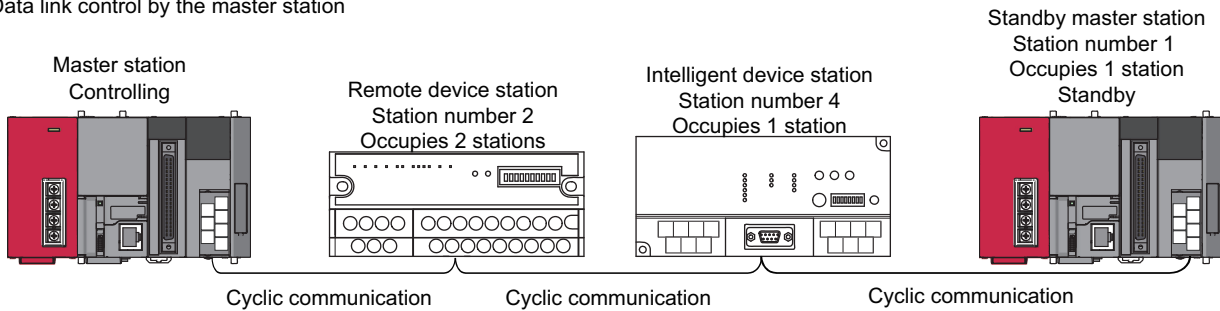 Data link control by the master station
Master station
Controlling
Remote device station
Station number 2
Occupies 2 stations
Intelligent device station
Station number 4
Occupies 1 station
Standby master station
Station number 1
Occupies 1 station
Standby
Cyclic communication
Cyclic communication
Cyclic communication